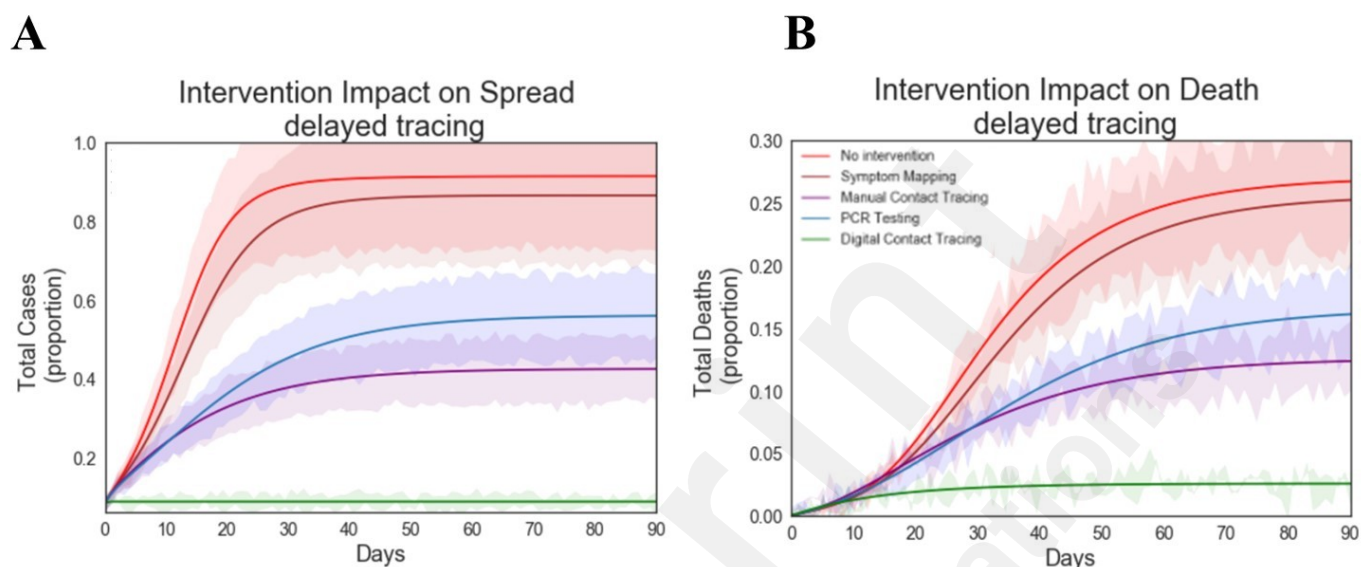 A
B
Intervention Impact on Spread
delayed tracing
Total Cases
(proportion)
1.0
0.8
0.6
0.4
0.2
0 10 20 30 40 50 60 70 80 90
Days
Intervention Impact on Death
delayed tracing
Total Deaths
(proportion)
0.30
0.25
0.20
0.15
0.10
0.05
0.00
No intervention
Symptom Mapping
Manual Contact Tracing
PCR Testing
Digital Contact Tracing
0 10 20 30 40 50 60 70 80 90
Days